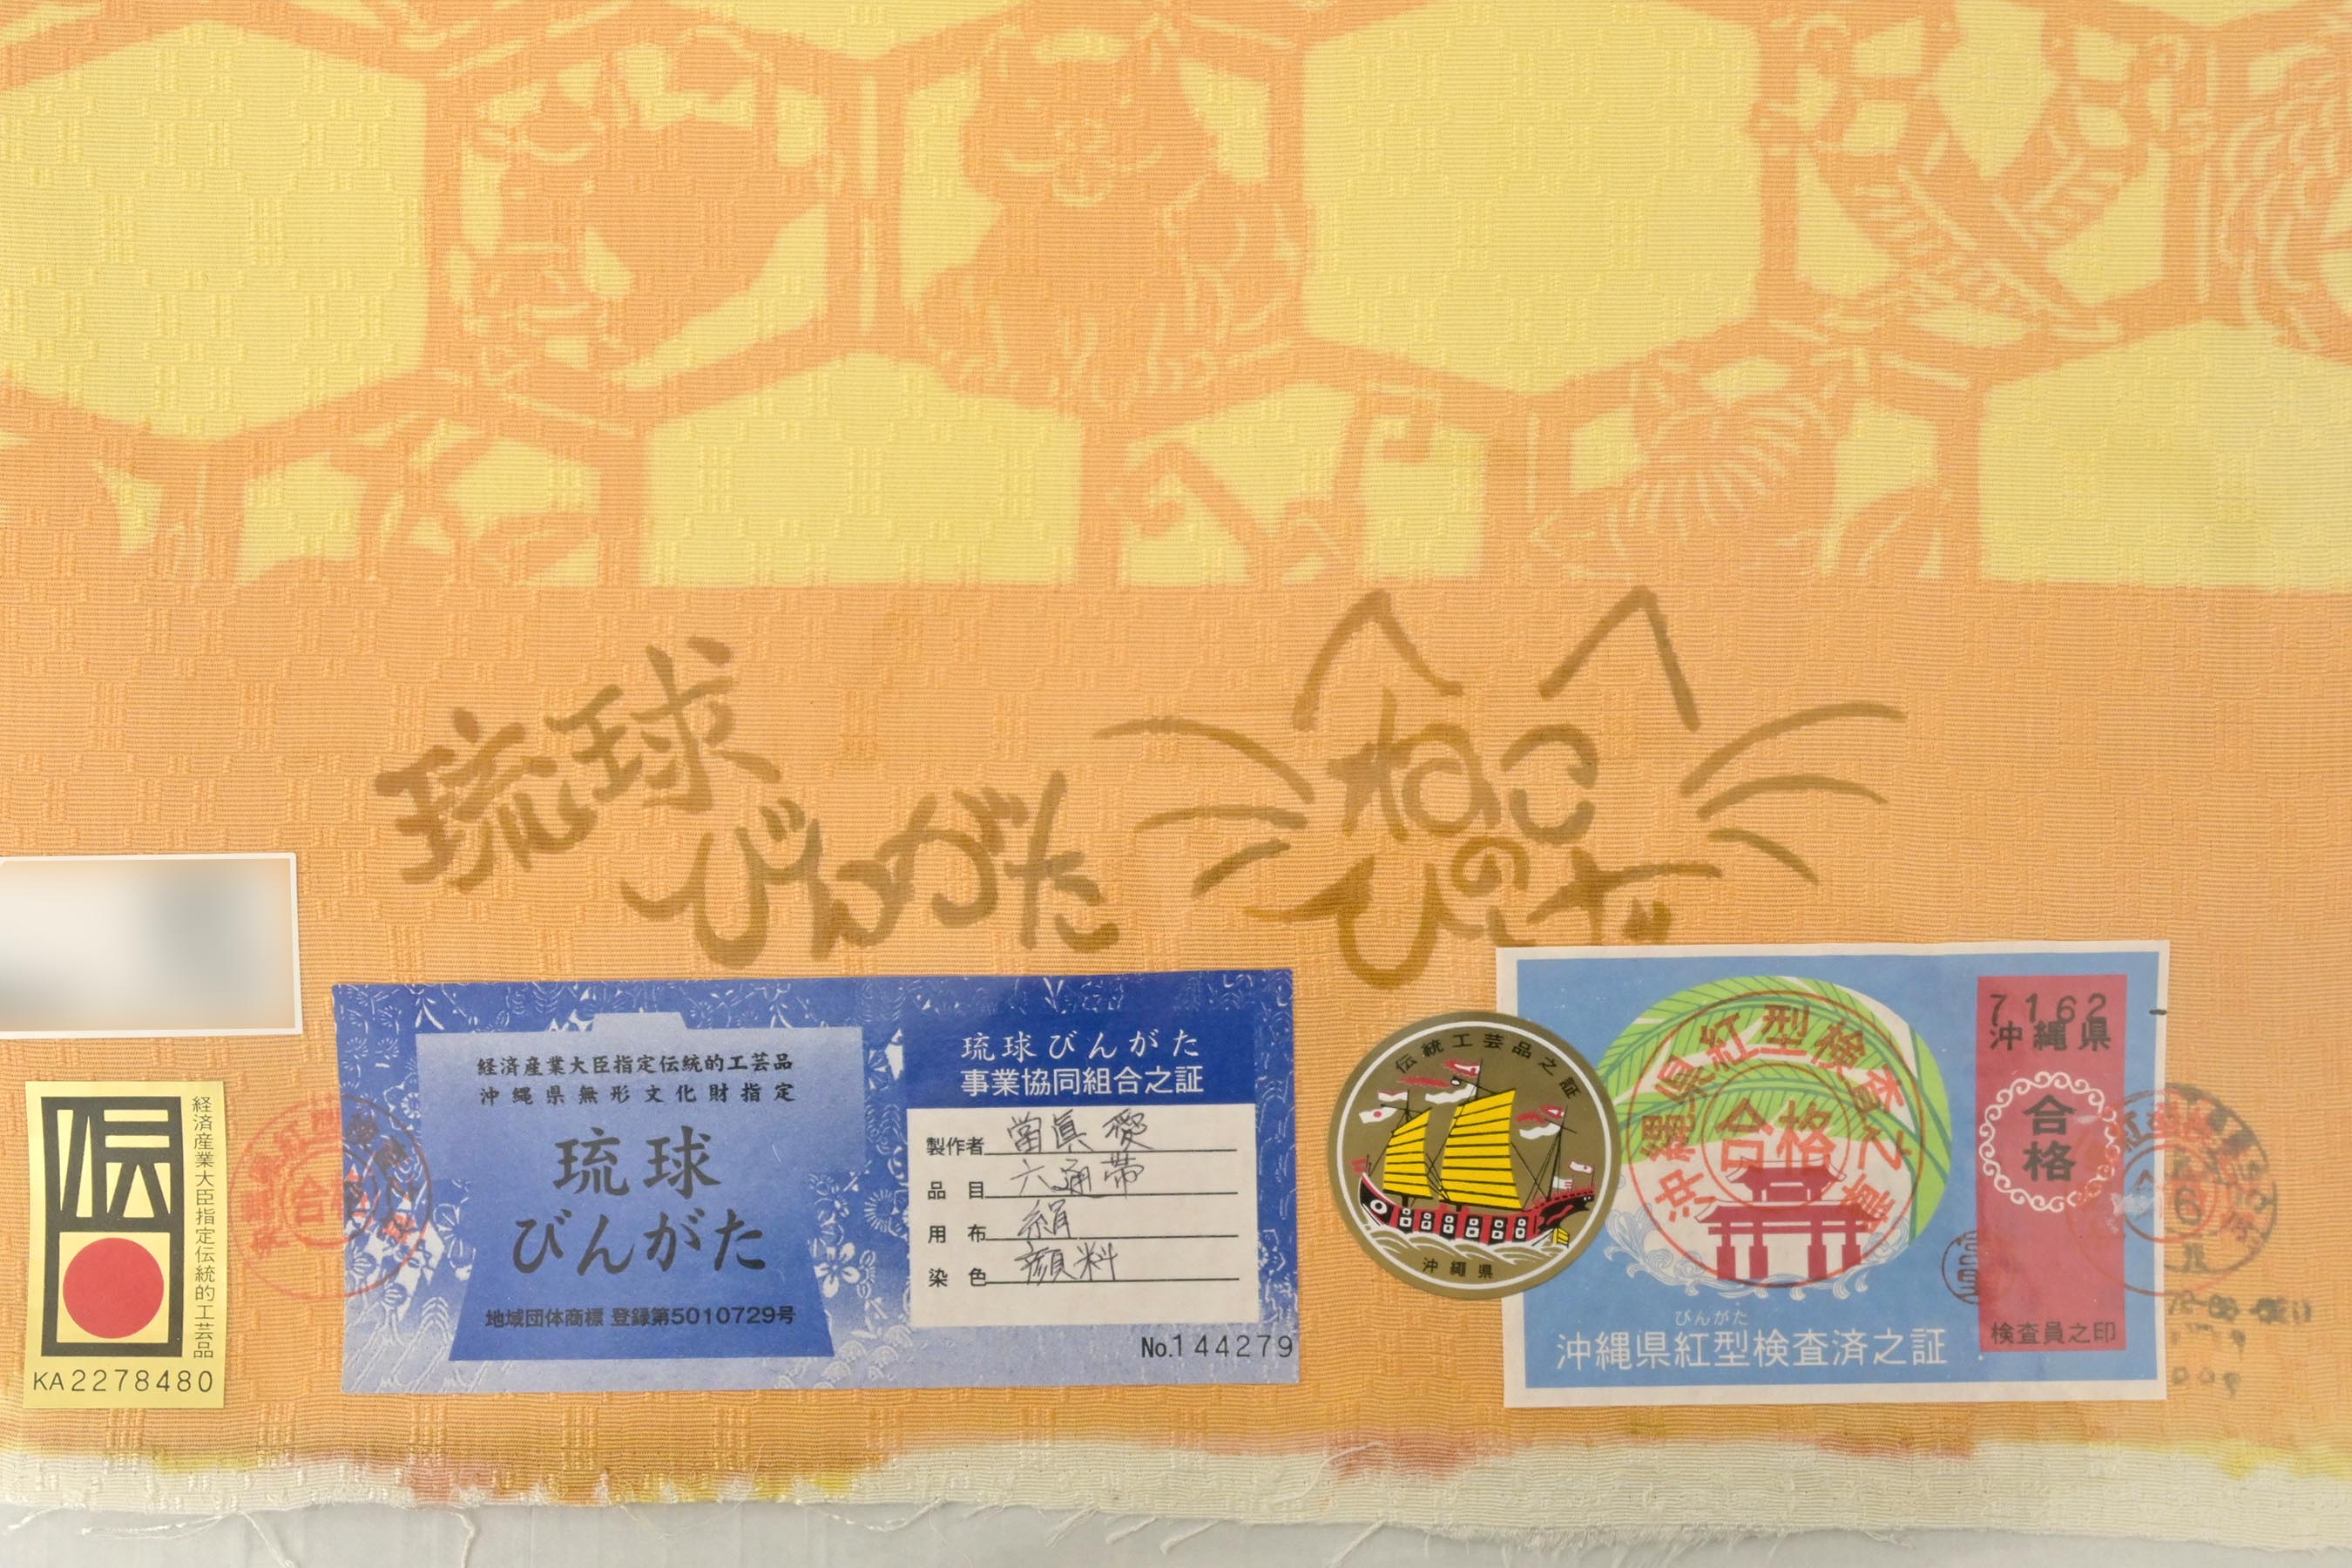 琉球
びんがた
ねこ
の
ひげ
伝
経済産業大臣指定伝統的工芸品
KA2278480
経済産業大臣指定伝統的工芸品
沖縄県無形文化財指定
琉球
びんがた
地域団体商標 登録第5010729号
琉球びんがた
事業協同組合之証
製作者 當眞 愛
品目 六通帯
用布 絹
染色 顔料
No.144279
伝統工芸品之証
沖縄県
沖縄県紅型検査之章
合格
びんがた
沖縄県紅型検査済之証
7162
沖縄県
合格
検査員之印